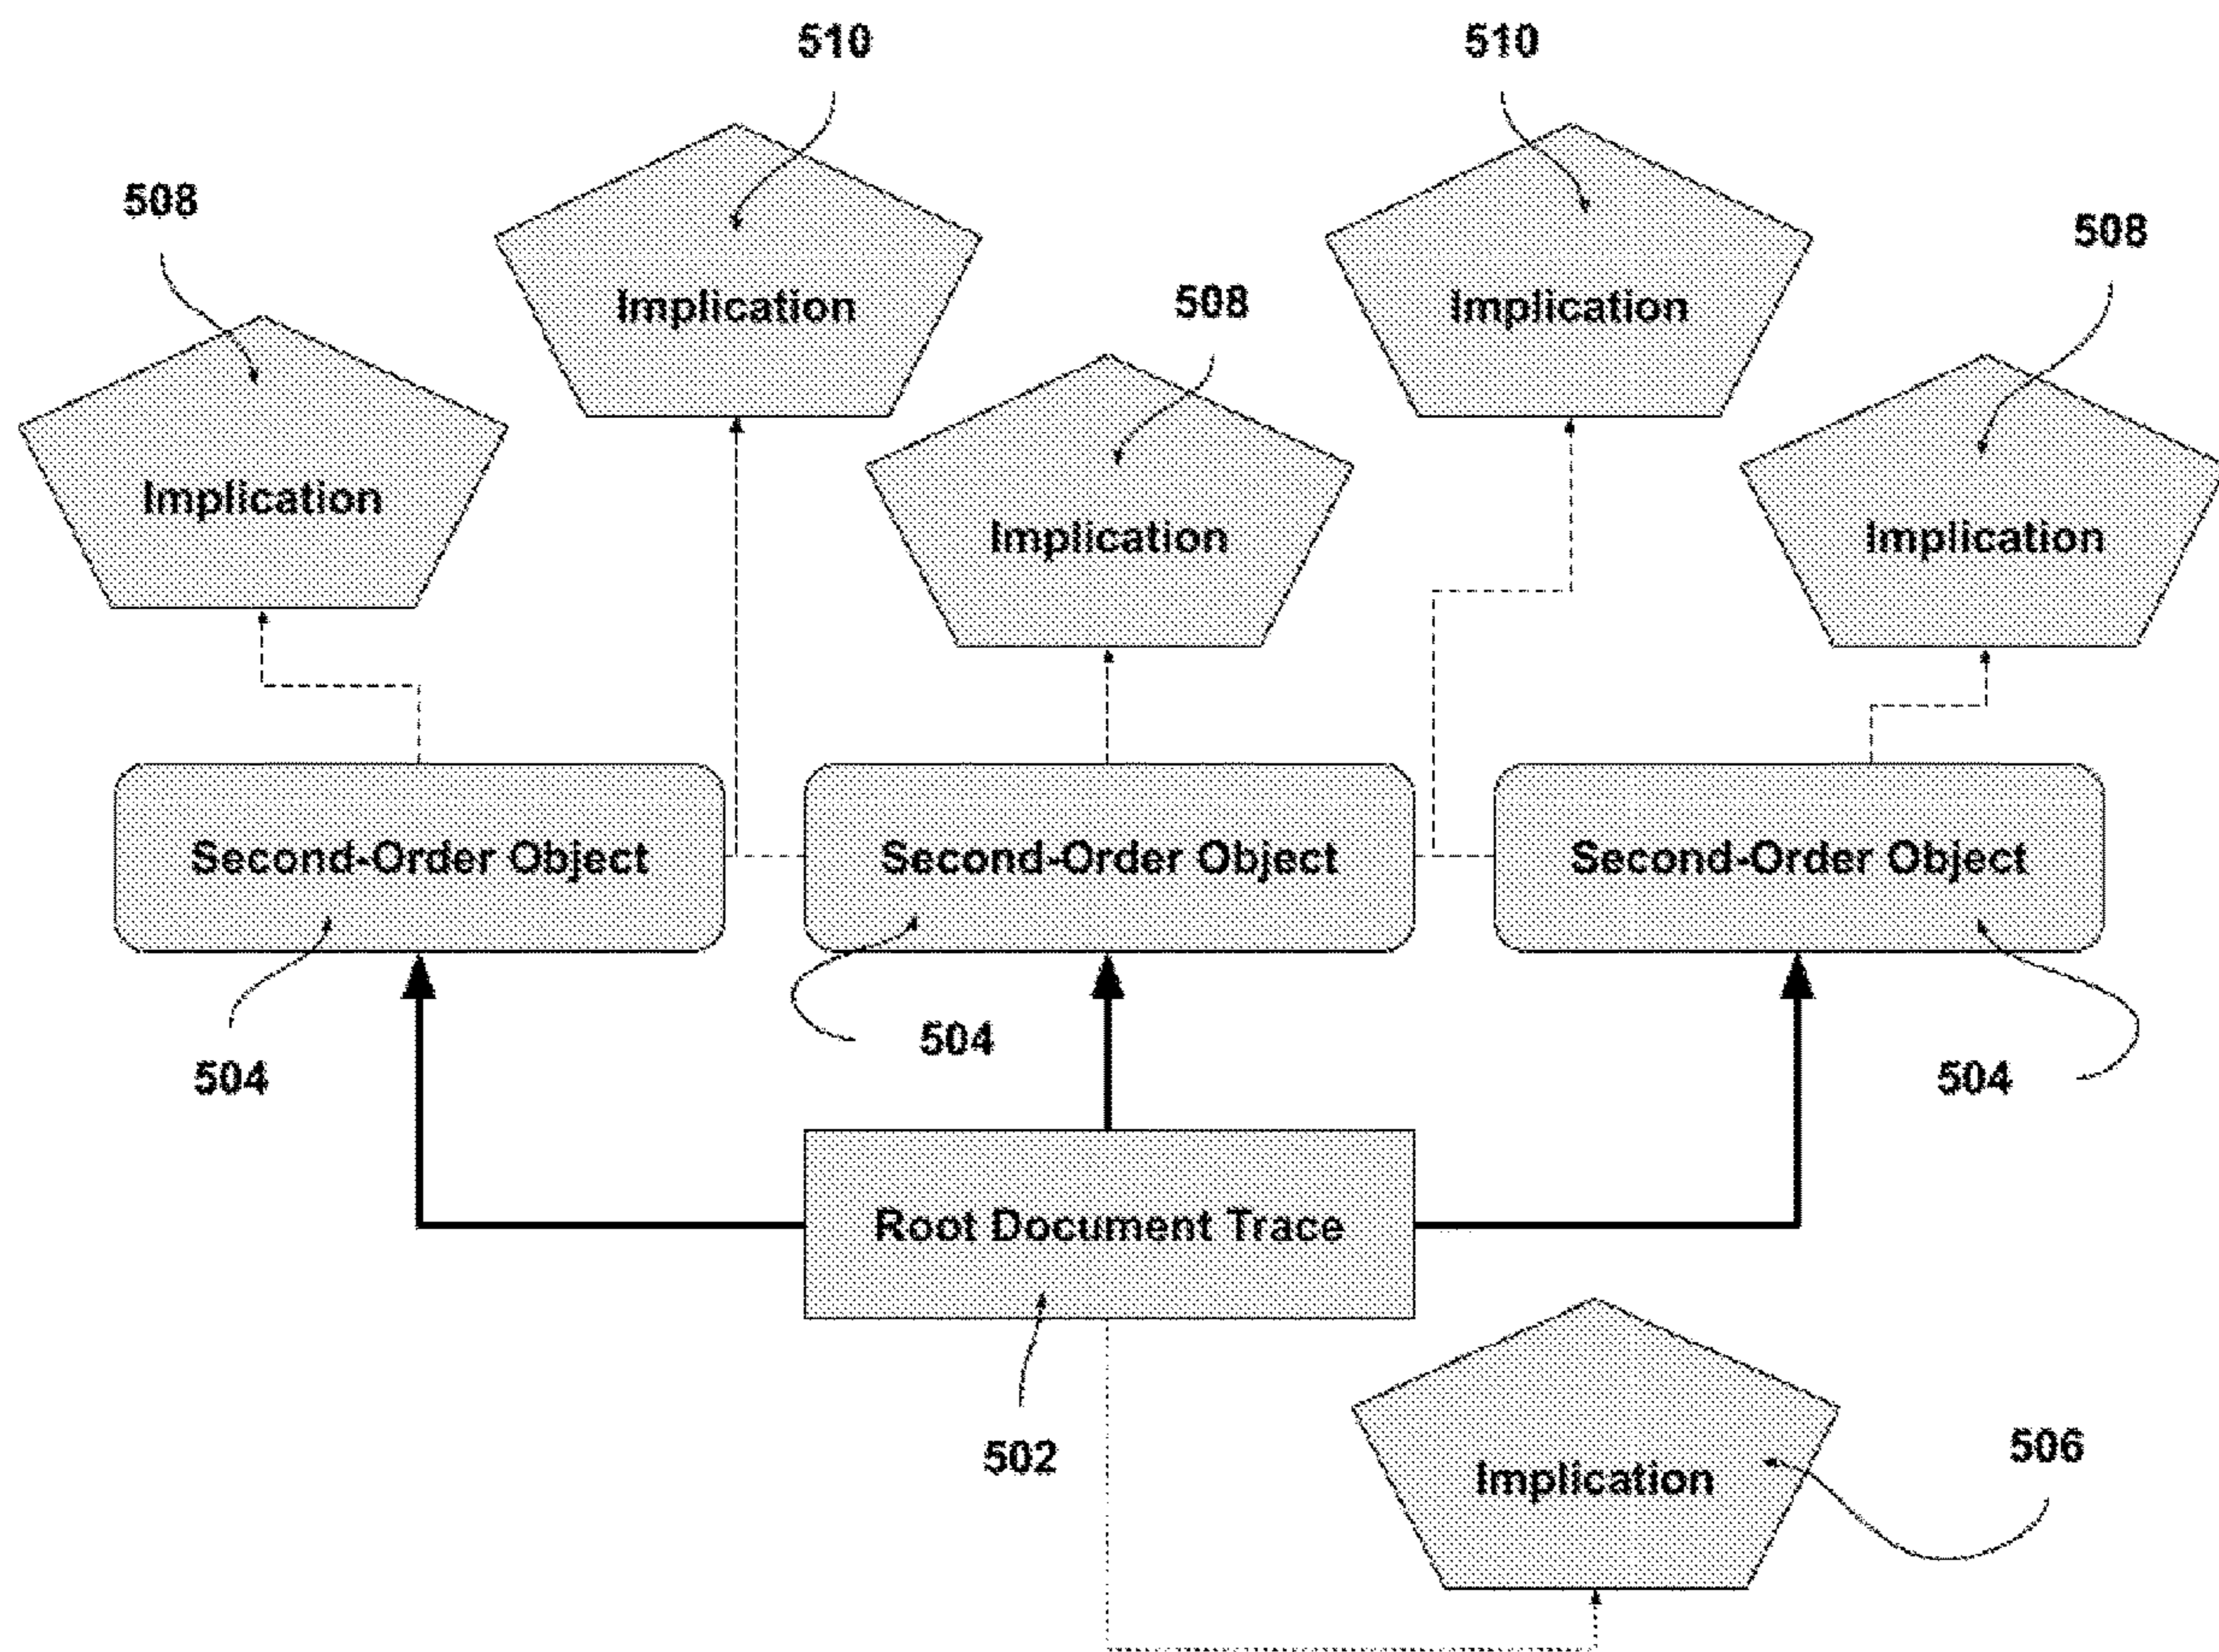 510
510
508
508
508
Implication
Implication
Implication
Implication
Implication
Second-Order Object
Second-Order Object
Second-Order Object
504
504
504
Root Document Trace
502
506
Implication